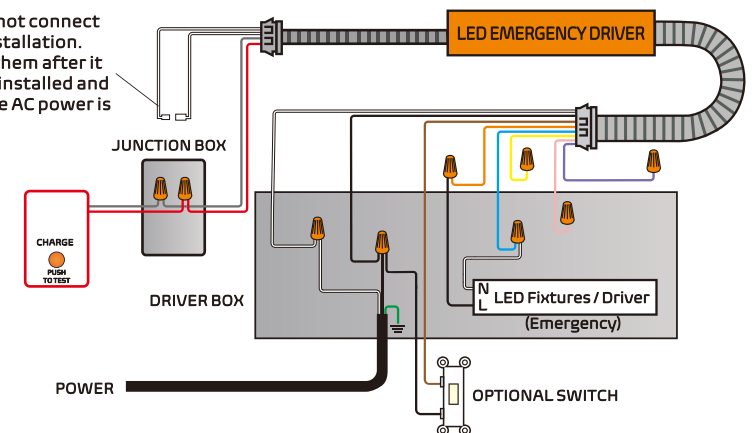 not connect
stallation.
them after it
installed and
e AC power is
LED EMERGENCY DRIVER
JUNCTION BOX
CHARGE
PUSH
TO TEST
DRIVER BOX
N
L
LED Fixtures / Driver
(Emergency)
POWER
OPTIONAL SWITCH